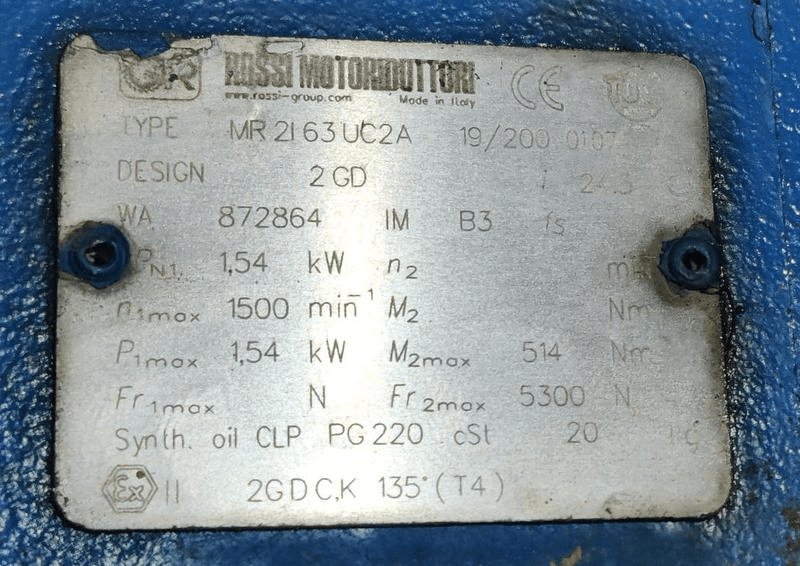 GR ROSSI MOTORIDUTTORI CE TÜV
www.rossi-group.com Made in Italy
TYPE MR 2I 63 UC2A 19/200 0107
DESIGN 2 GD i
WA 872864 IM B3 fs
PN1 1,54 kW n2
n1max 1500 min-1 M2 Nm
P1max 1,54 kW M2max 514 Nm
Fr1max N Fr2max 5300 N
Synth. oil CLP PG 220 cSt 20
Ex II 2GD C,K 135° (T4)